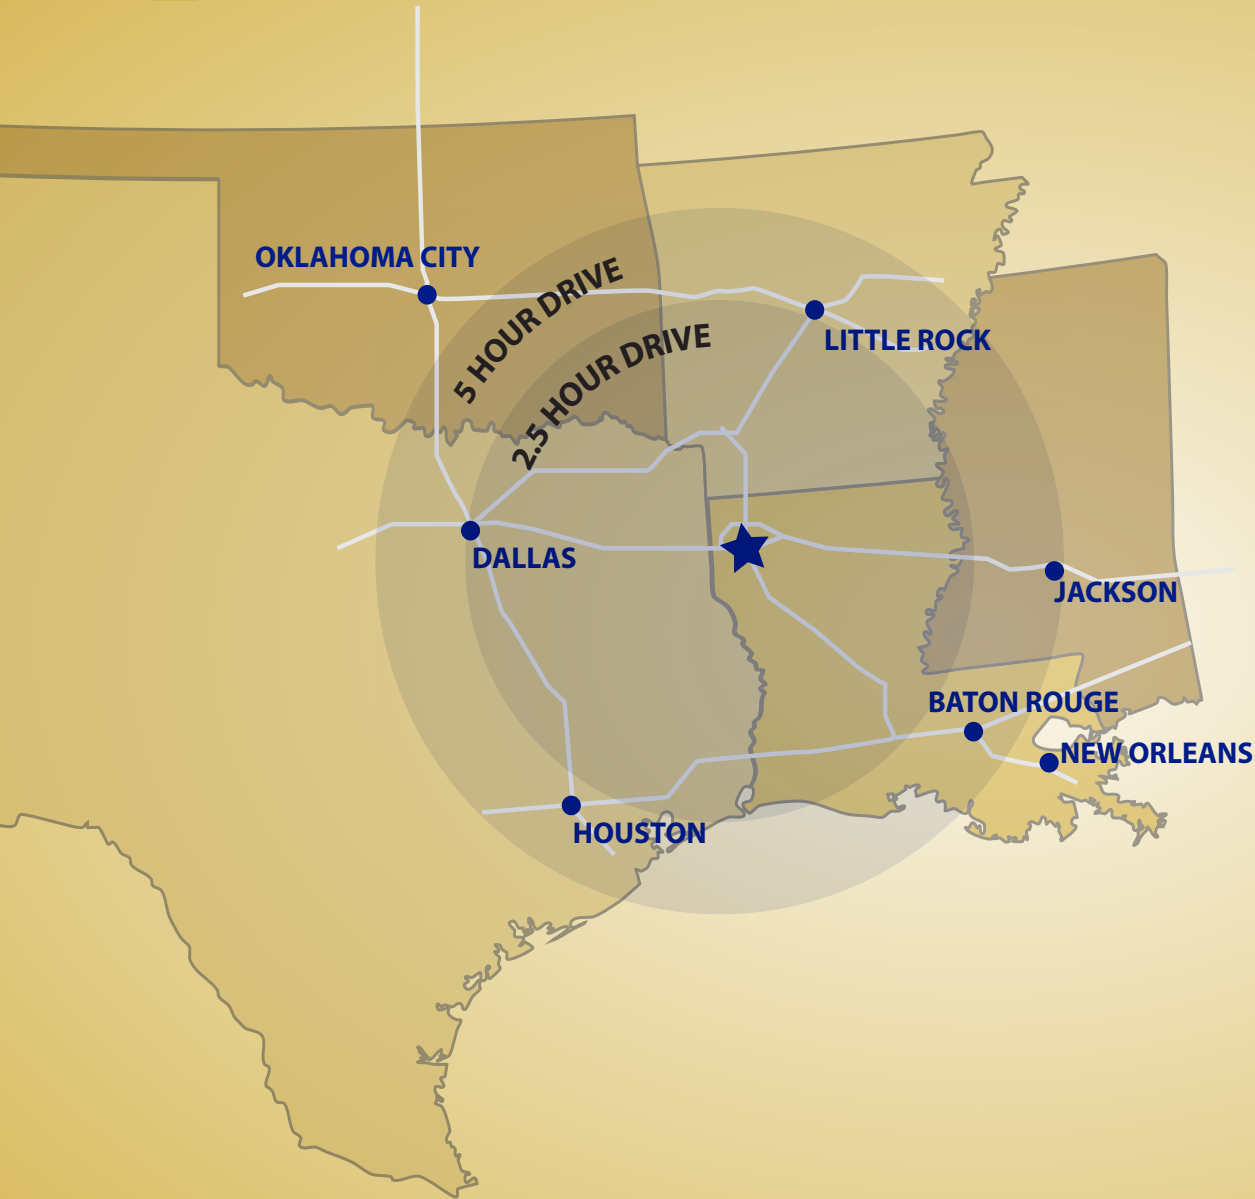 OKLAHOMA CITY
5 HOUR DRIVE
2.5 HOUR DRIVE
LITTLE ROCK
DALLAS
JACKSON
BATON ROUGE
NEW ORLEANS
HOUSTON